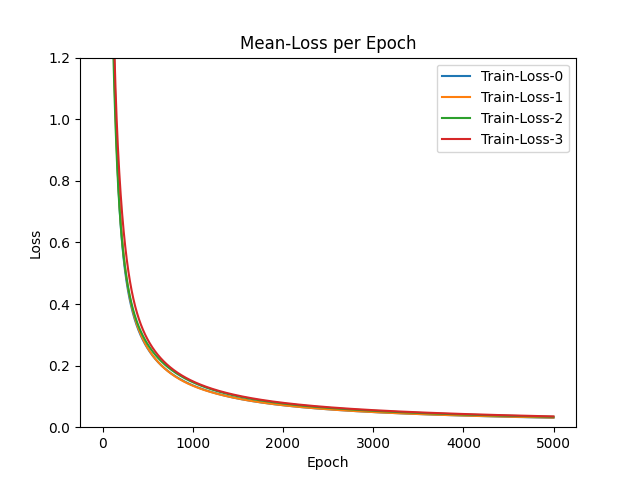 Mean-Loss per Epoch
1.2
1.0
0.8
0.6
0.4
0.2
0.0
Loss
Train-Loss-0
Train-Loss-1
Train-Loss-2
Train-Loss-3
0 1000 2000 3000 4000 5000
Epoch